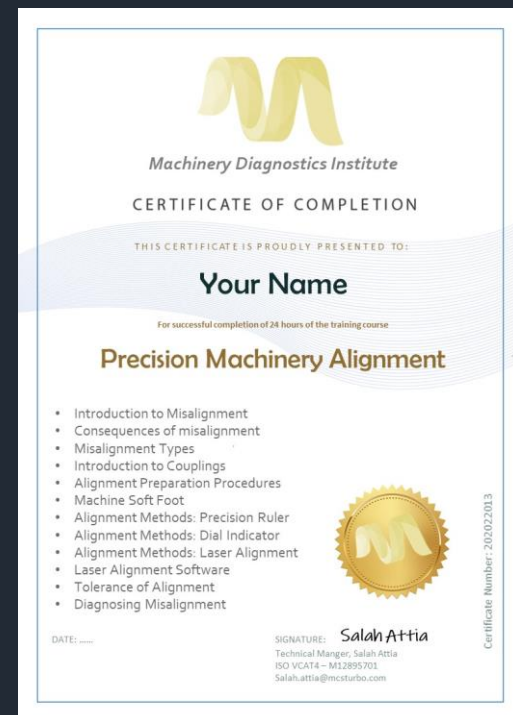 Machinery Diagnostics Institute
CERTIFICATE OF COMPLETION
THIS CERTIFICATE IS PROUDLY PRESENTED TO:
Your Name
For successful completion of 24 hours of the training course
Precision Machinery Alignment
• Introduction to Misalignment
• Consequences of misalignment
• Misalignment Types
• Introduction to Couplings
• Alignment Preparation Procedures
• Machine Soft Foot
• Alignment Methods: Precision Ruler
• Alignment Methods: Dial Indicator
• Alignment Methods: Laser Alignment
• Laser Alignment Software
• Tolerance of Alignment
• Diagnosing Misalignment
Certificate Number: 202022013
DATE: ......
SIGNATURE: Salah Attia
Technical Manger, Salah Attia
ISO VCAT4 – M12895701
Salah.attia@mcsturbo.com